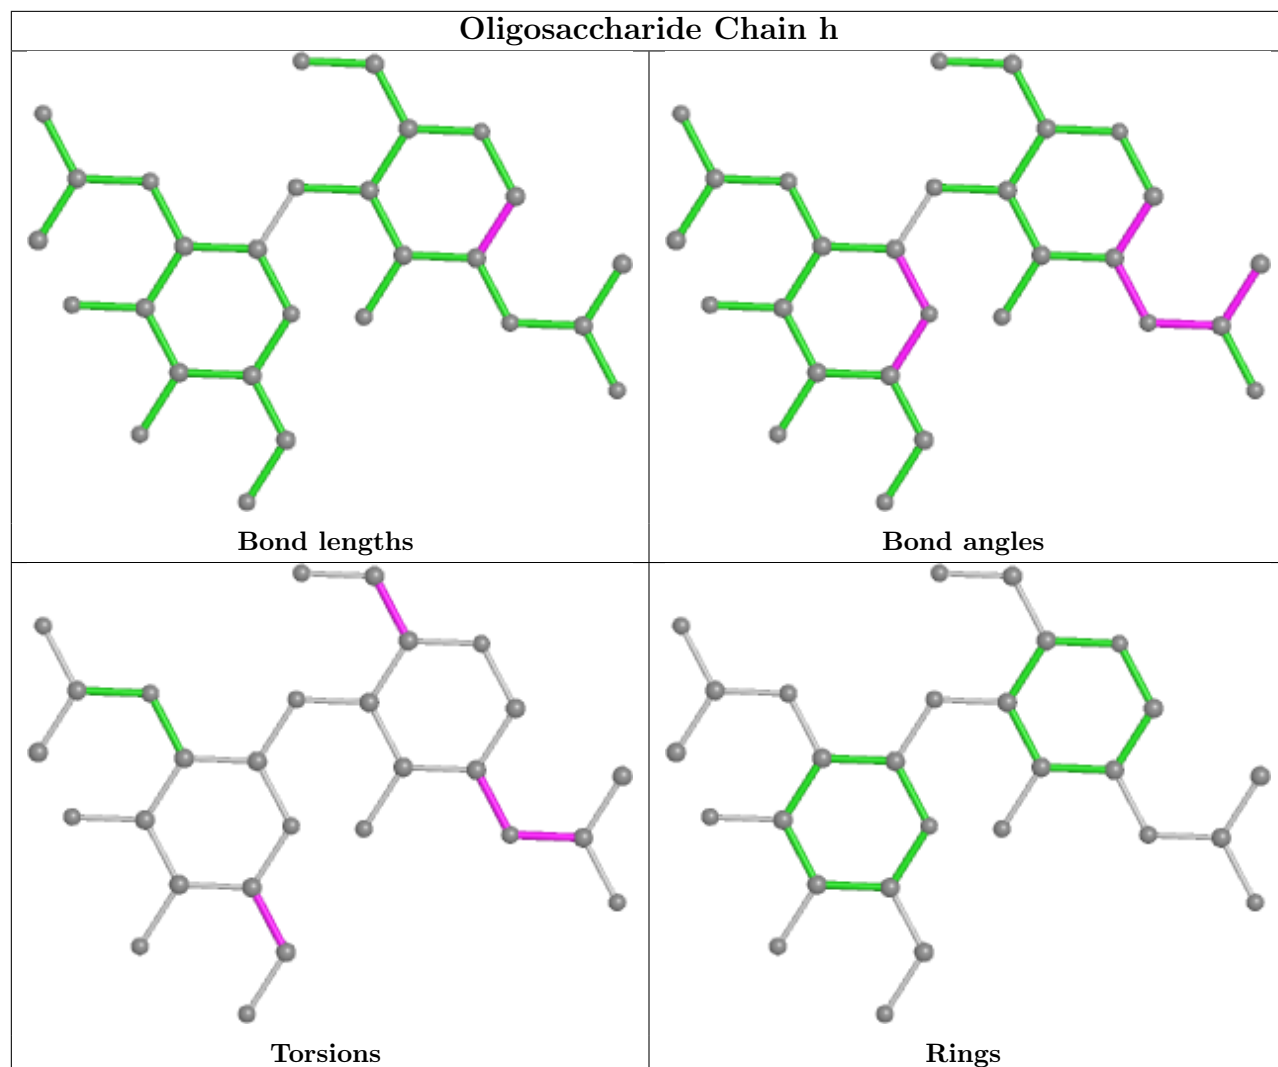 Oligosaccharide Chain h
Bond lengths
Bond angles
Torsions
Rings